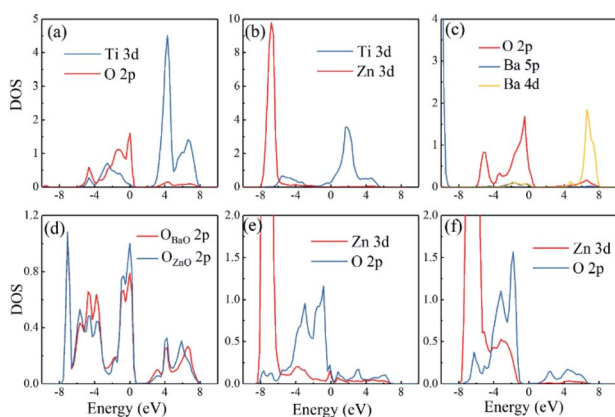 (a)
Ti 3d
O 2p
(b)
Ti 3d
Zn 3d
(c)
O 2p
Ba 5p
Ba 4d
DOS
5
4
3
2
1
0
10
8
6
4
2
0
4
2
0
-8 -4 0 4 8
-8 -4 0 4 8
-8 -4 0 4 8
(d)
O_BaO 2p
O_ZnO 2p
(e)
Zn 3d
O 2p
(f)
Zn 3d
O 2p
DOS
1.2
0.8
0.4
0.0
2.0
1.5
1.0
0.5
0.0
2.0
1.5
1.0
0.5
0.0
-8 -4 0 4 8
-8 -4 0 4 8
-8 -4 0 4 8
Energy (eV)
Energy (eV)
Energy (eV)